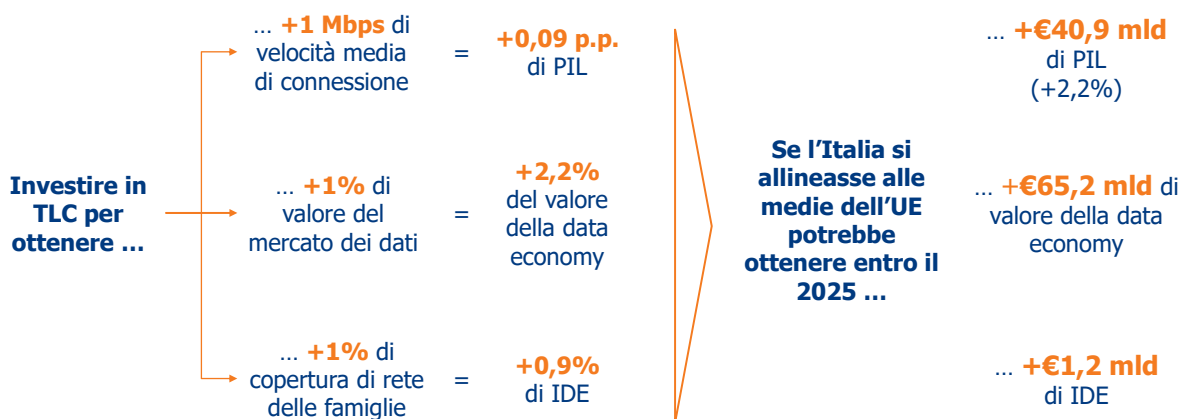 Investire in
TLC per
ottenere ...
... +1 Mbps di
velocità media
di connessione
=
+0,09 p.p.
di PIL
... +1% di
valore del
mercato dei dati
=
+2,2%
del valore
della data
economy
... +1% di
copertura di rete
delle famiglie
=
+0,9%
di IDE
Se l'Italia si
allineasse alle
medie dell'UE
potrebbe
ottenere entro il
2025 ...
... +€40,9 mld
di PIL
(+2,2%)
... +€65,2 mld di
valore della data
economy
... +€1,2 mld
di IDE